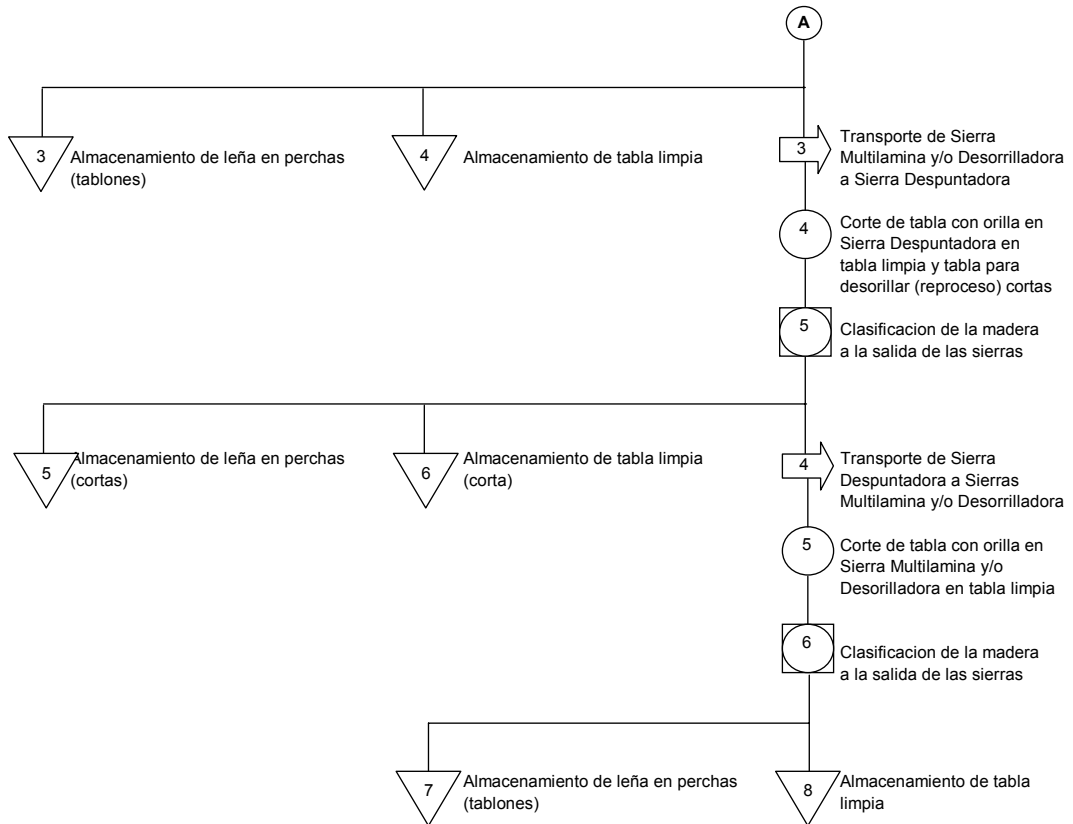 A
3
Almacenamiento de leña en perchas
(tablones)
4
Almacenamiento de tabla limpia
3
Transporte de Sierra
Multilamina y/o Desorrilladora
a Sierra Despuntadora
4
Corte de tabla con orilla en
Sierra Despuntadora en
tabla limpia y tabla para
desorillar (reproceso) cortas
5
Clasificacion de la madera
a la salida de las sierras
5
Almacenamiento de leña en perchas
(cortas)
6
Almacenamiento de tabla limpia
(corta)
4
Transporte de Sierra
Despuntadora a Sierras
Multilamina y/o Desorrilladora
5
Corte de tabla con orilla en
Sierra Multilamina y/o
Desorilladora en tabla limpia
6
Clasificacion de la madera
a la salida de las sierras
7
Almacenamiento de leña en perchas
(tablones)
8
Almacenamiento de tabla
limpia